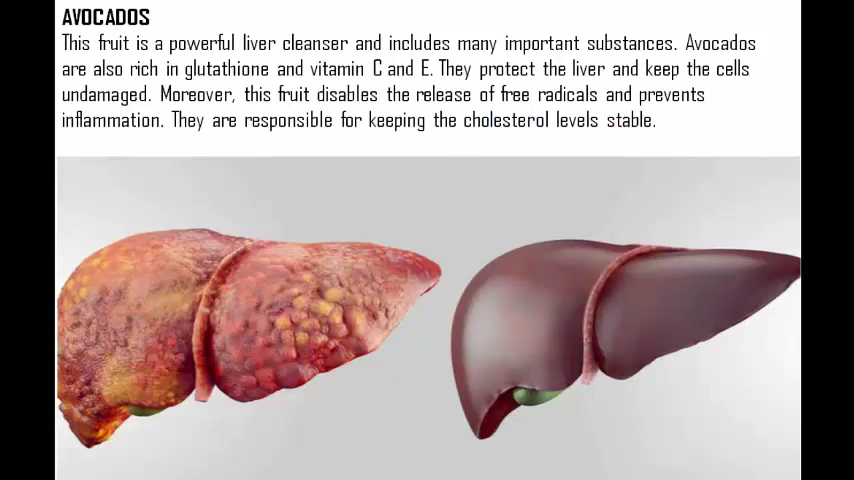 AVOCADOS
This fruit is a powerful liver cleanser and includes many important substances. Avocados
are also rich in glutathione and vitamin C and E. They protect the liver and keep the cells
undamaged. Moreover, this fruit disables the release of free radicals and prevents
inflammation. They are responsible for keeping the cholesterol levels stable.